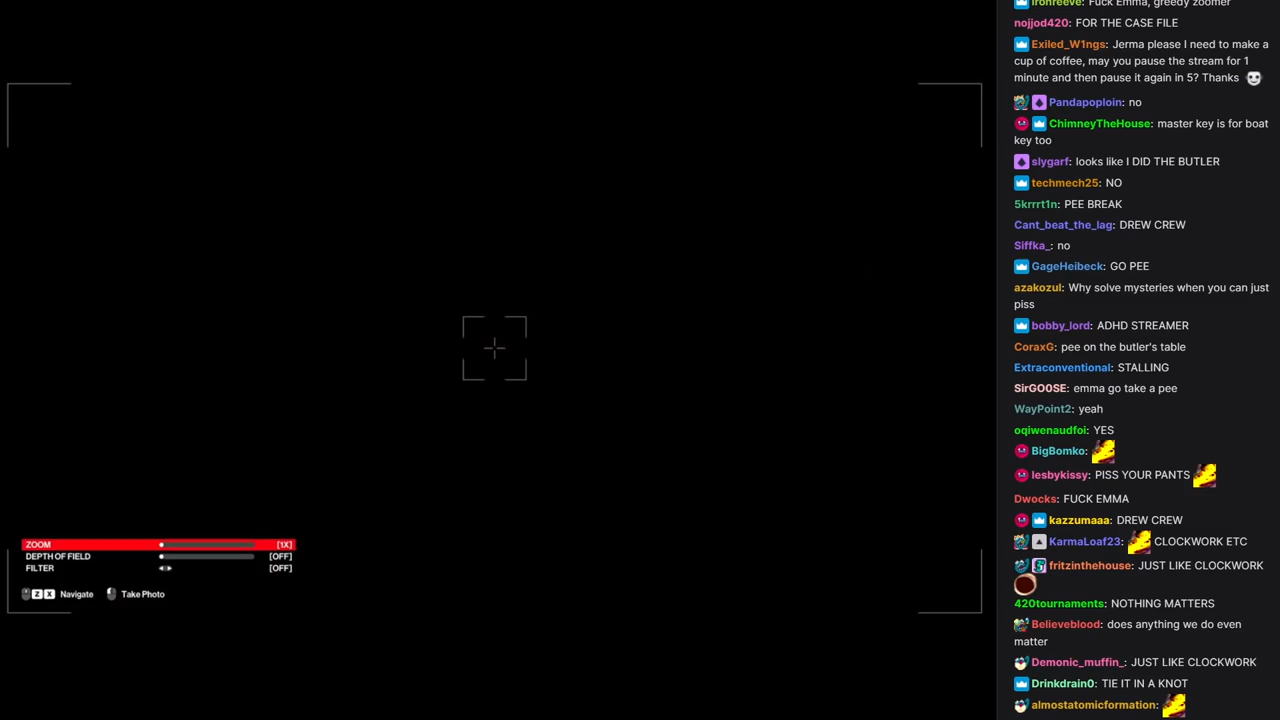 ZOOM [1X]
DEPTH OF FIELD [OFF]
FILTER [OFF]
Z X Navigate Take Photo
ironreeve: Fuck Emma, greedy zoomer
nojjod420: FOR THE CASE FILE
Exiled_W1ngs: Jerma please I need to make a
cup of coffee, may you pause the stream for 1
minute and then pause it again in 5? Thanks
Pandapoploin: no
ChimneyTheHouse: master key is for boat
key too
slygarf: looks like I DID THE BUTLER
techmech25: NO
5krrrt1n: PEE BREAK
Cant_beat_the_lag: DREW CREW
Siffka_: no
GageHeibeck: GO PEE
azakozul: Why solve mysteries when you can just
piss
bobby_lord: ADHD STREAMER
CoraxG: pee on the butler's table
Extraconventional: STALLING
SirGO0SE: emma go take a pee
WayPoint2: yeah
oqiwenaudfoi: YES
BigBomko:
lesbykissy: PISS YOUR PANTS
Dwocks: FUCK EMMA
kazzumaaa: DREW CREW
KarmaLoaf23: CLOCKWORK ETC
fritzinthehouse: JUST LIKE CLOCKWORK
420tournaments: NOTHING MATTERS
Believeblood: does anything we do even
matter
Demonic_muffin_: JUST LIKE CLOCKWORK
Drinkdrain0: TIE IT IN A KNOT
almostatomicformation: